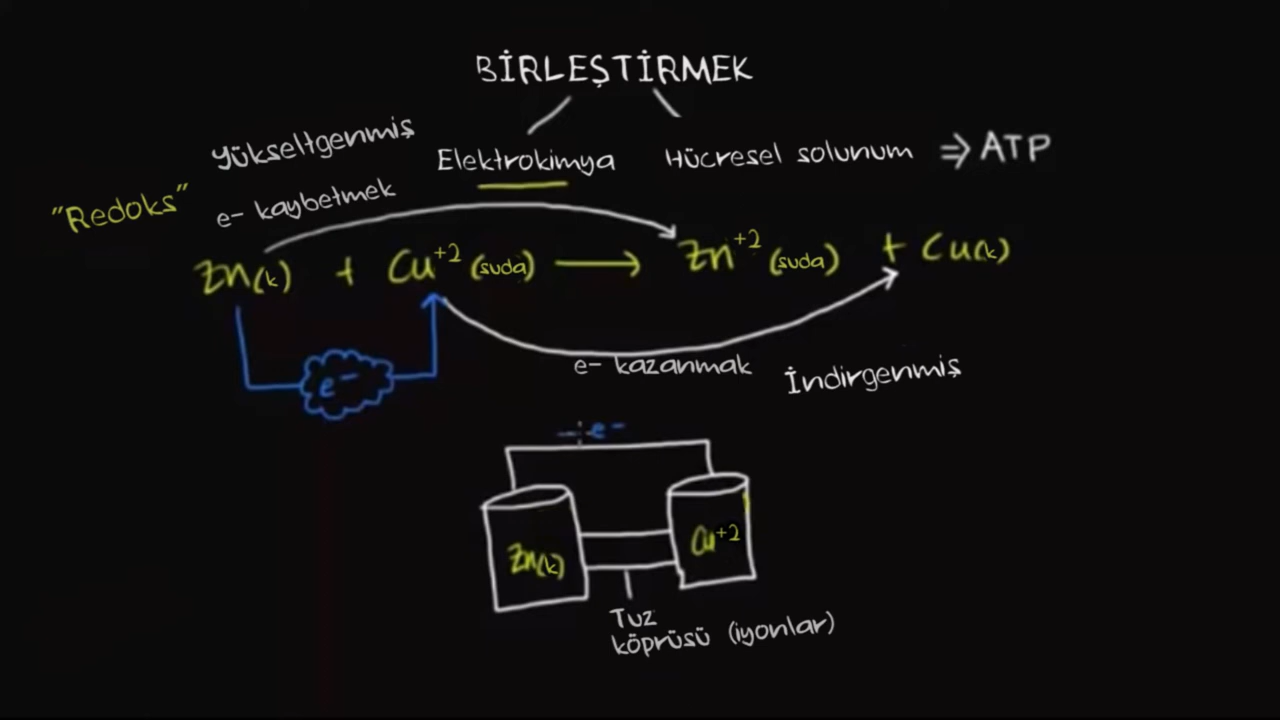 BİRLEŞTİRMEK
Yükseltgenmiş
Elektrokimya
Hücresel solunum ⇒ ATP
"Redoks"
e- kaybetmek
Zn(k) + Cu+2 (suda) → Zn+2 (suda) + Cu(k)
e-
e- kazanmak
İndirgenmiş
e-
Zn(k)
Cu+2
Tuz
köprüsü (iyonlar)